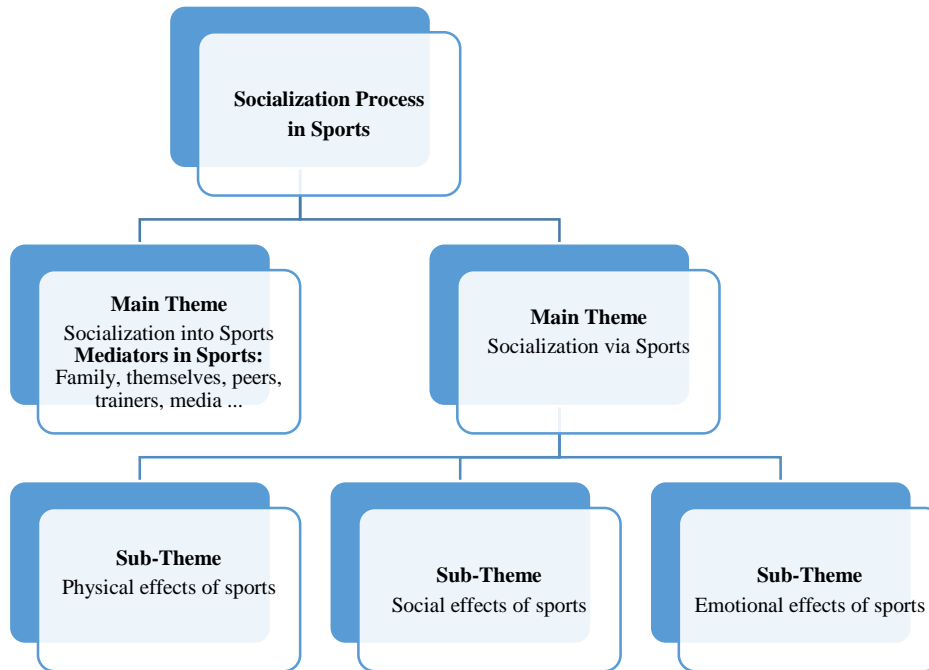 Socialization Process
in Sports
Main Theme
Socialization into Sports
Mediators in Sports:
Family, themselves, peers,
trainers, media ...
Main Theme
Socialization via Sports
Sub-Theme
Physical effects of sports
Sub-Theme
Social effects of sports
Sub-Theme
Emotional effects of sports